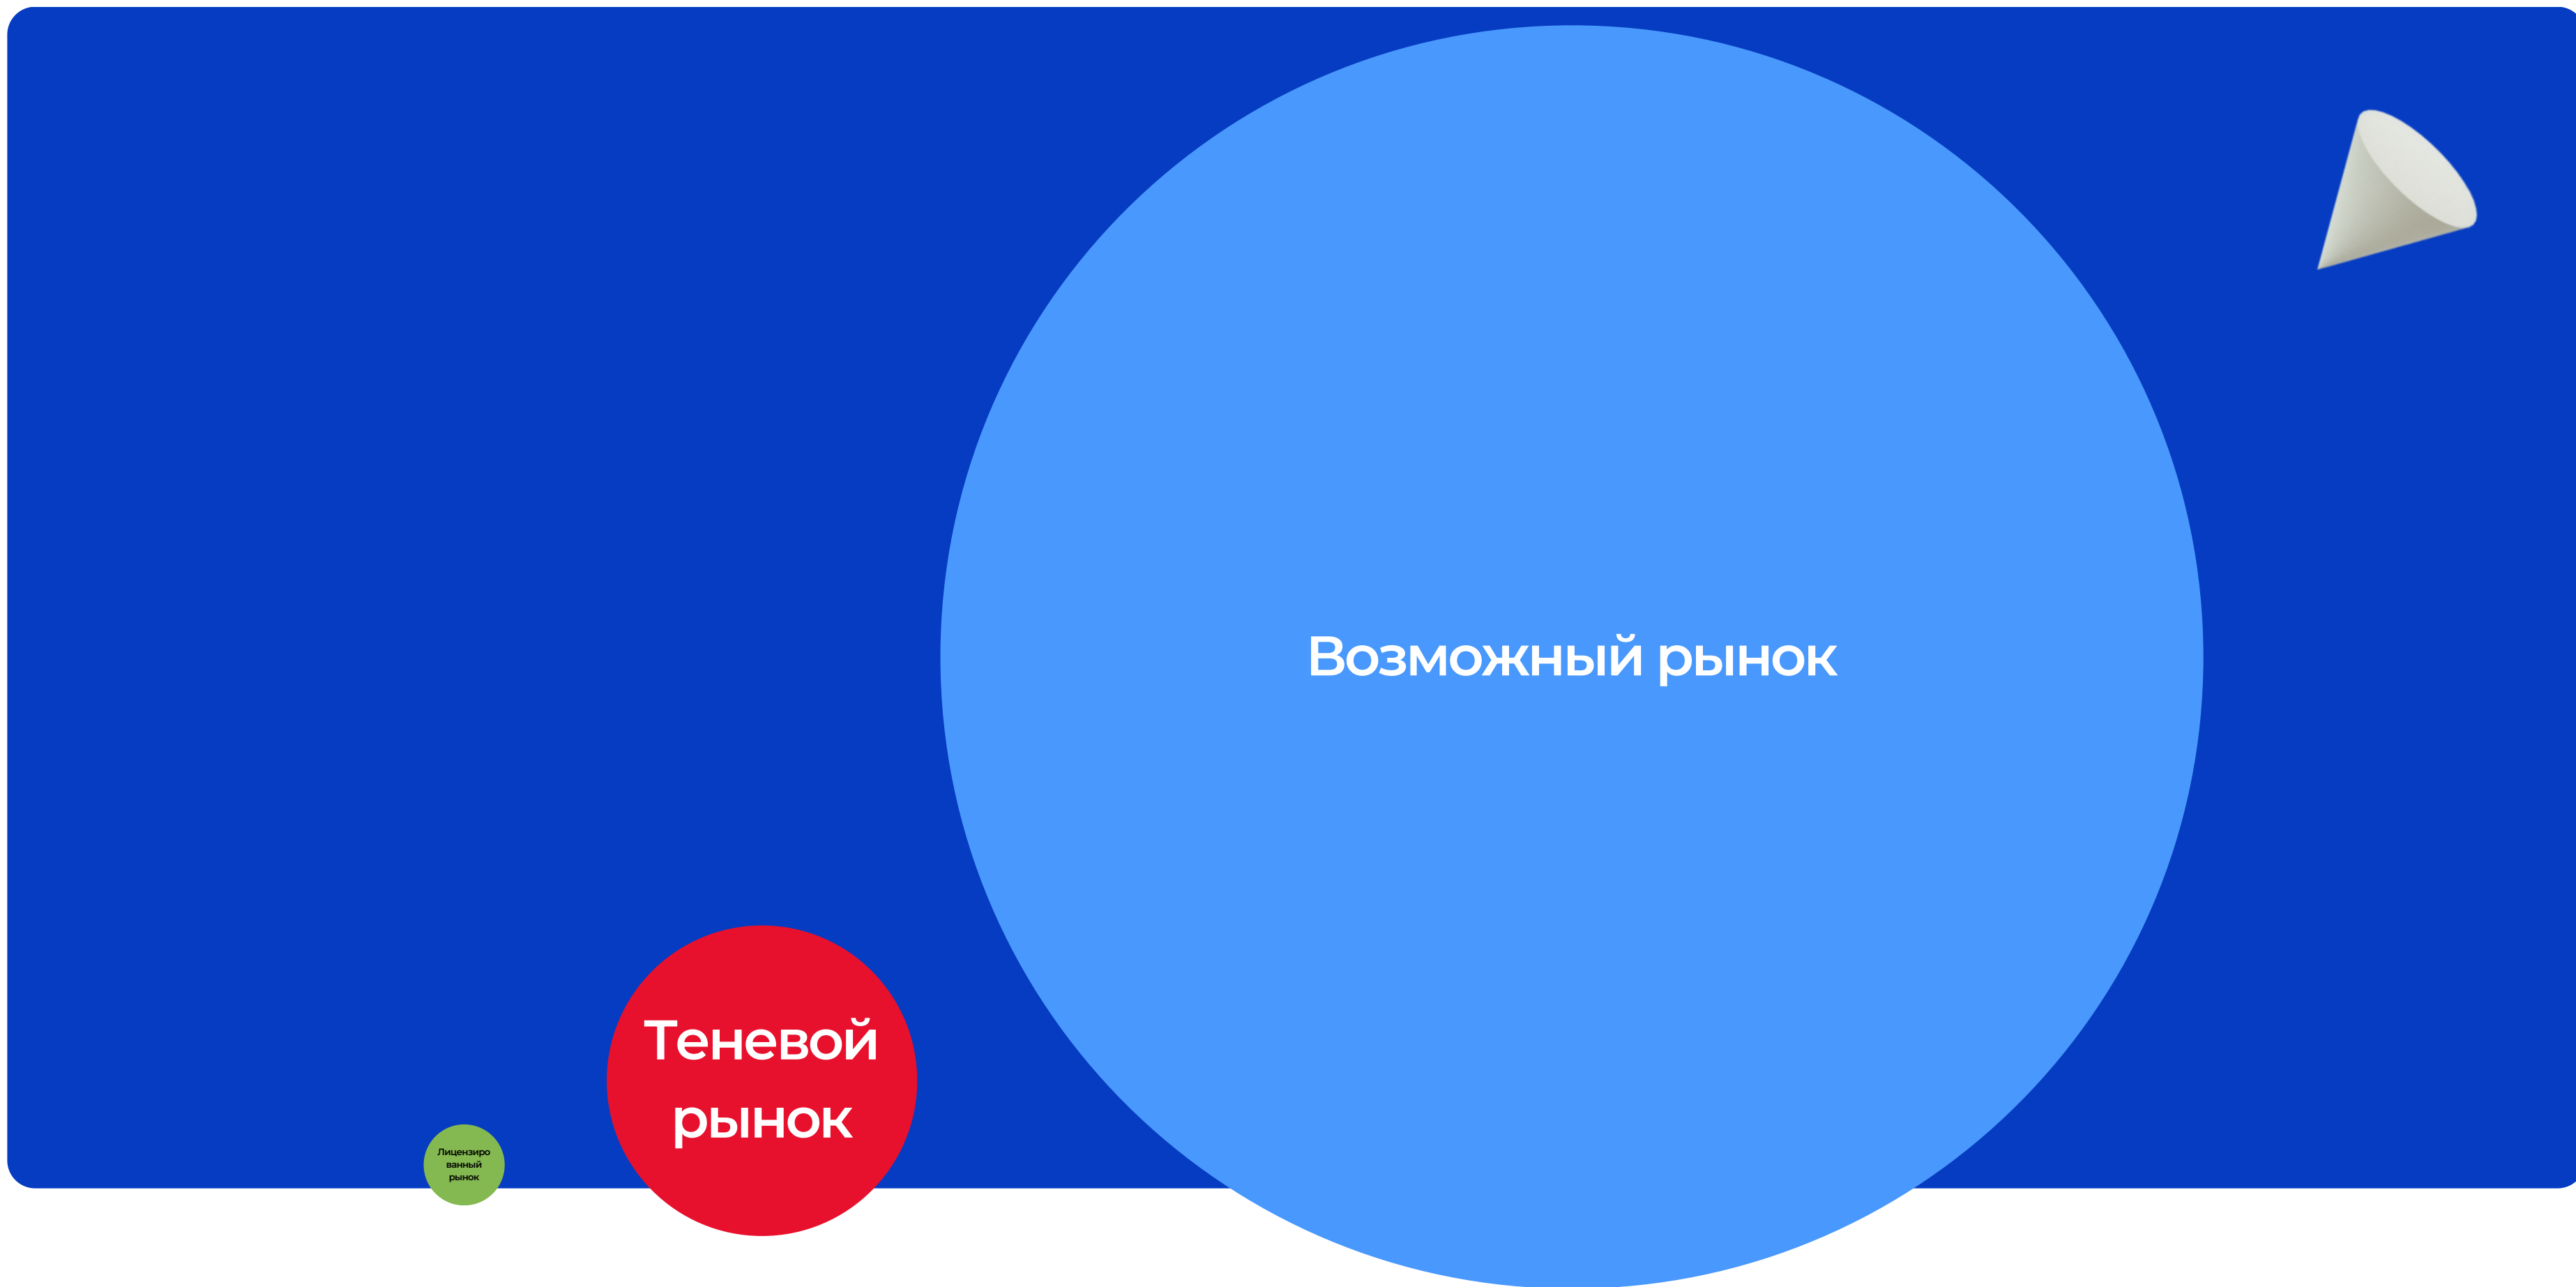 Возможный рынок
Теневой
рынок
Лицензиро
ванный
рынок